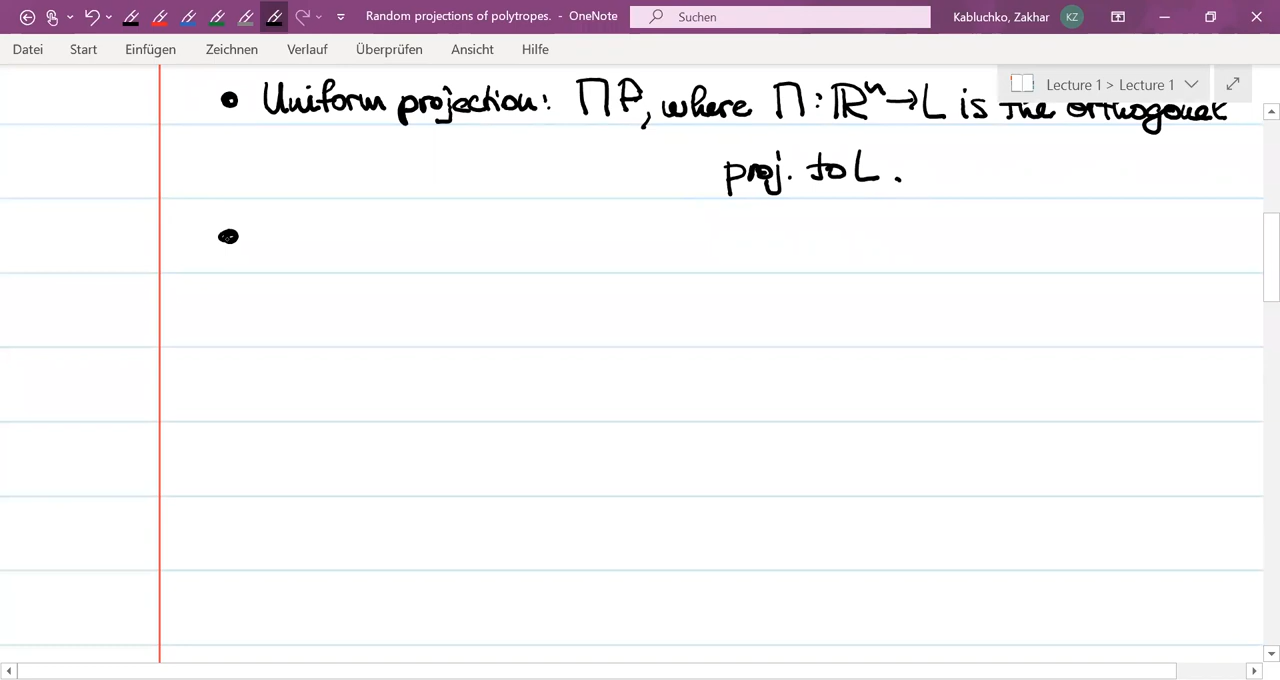 Random projections of polytropes. - OneNote
Suchen
Kabluchko, Zakhar
KZ
Datei Start Einfügen Zeichnen Verlauf Überprüfen Ansicht Hilfe
Lecture 1 > Lecture 1
• Uniform projection: ΠP, where Π: ℝⁿ→L is the orthogonal
proj. to L.
•